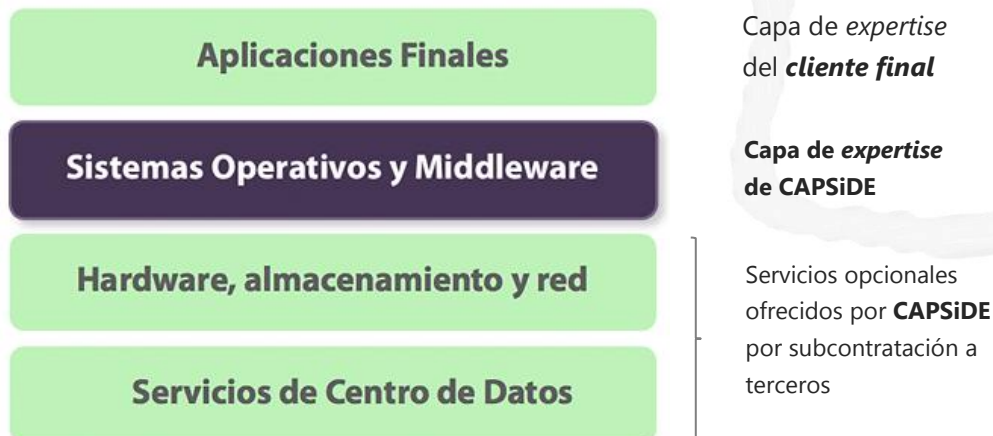 Aplicaciones Finales
Capa de expertise
del cliente final
Sistemas Operativos y Middleware
Capa de expertise
de CAPSiDE
Hardware, almacenamiento y red
Servicios opcionales
ofrecidos por CAPSiDE
por subcontratación a
terceros
Servicios de Centro de Datos